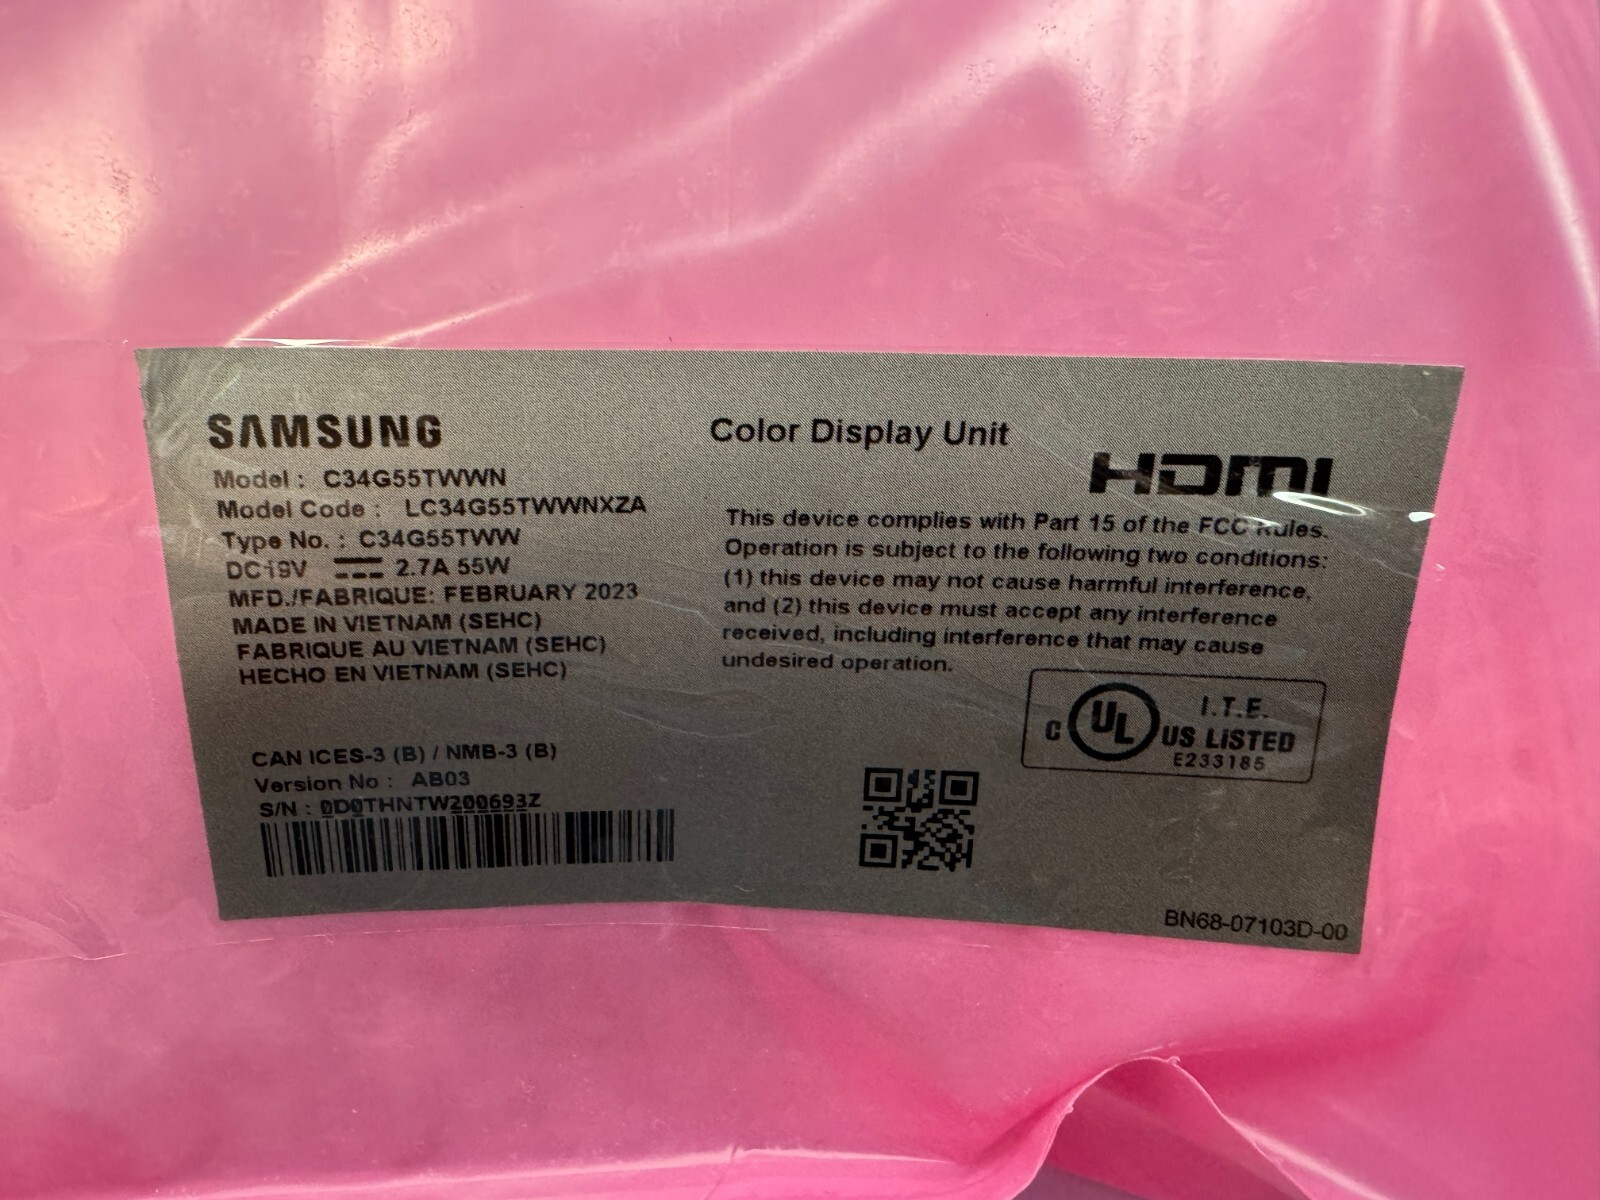 SAMSUNG
Model : C34G55TWWN
Model Code : LC34G55TWWNXZA
Type No. : C34G55TWW
DC19V 2.7A 55W
MFD./FABRIQUE: FEBRUARY 2023
MADE IN VIETNAM (SEHC)
FABRIQUE AU VIETNAM (SEHC)
HECHO EN VIETNAM (SEHC)
CAN ICES-3 (B) / NMB-3 (B)
Version No : AB03
S/N : 0D0THNTW200693Z
Color Display Unit
HDMI
This device complies with Part 15 of the FCC Rules.
Operation is subject to the following two conditions:
(1) this device may not cause harmful interference,
and (2) this device must accept any interference
received, including interference that may cause
undesired operation.
C UL US LISTED
I.T.E.
E233185
BN68-07103D-00